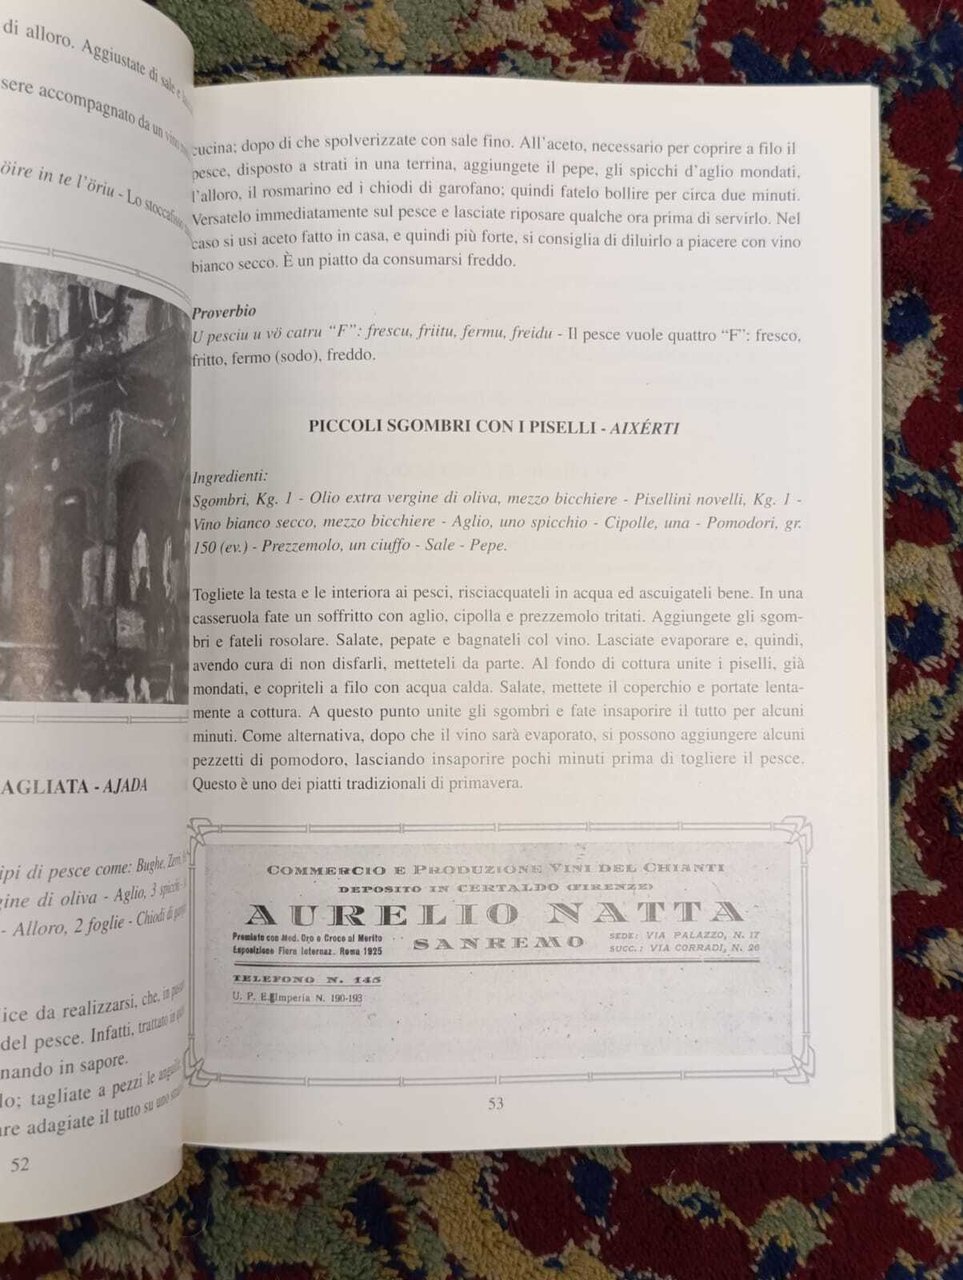 di alloro. Aggiustate di sale e
sere accompagnato da un vino
öire in te l'öriu - Lo stoccafisso
AGLIATA - AJADA
ipi di pesce come: Bughe, Zerri,
gine di oliva - Aglio, 3 spicchi -
- Alloro, 2 foglie - Chiodi di
ice da realizzarsi, che, in
del pesce. Infatti, trattato in
nando in sapore.
lo; tagliate a pezzi le anguille
are adagiate il tutto su uno
52
cucina; dopo di che spolverizzate con sale fino. All'aceto, necessario per coprire a filo il
pesce, disposto a strati in una terrina, aggiungete il pepe, gli spicchi d'aglio mondati,
l'alloro, il rosmarino ed i chiodi di garofano; quindi fatelo bollire per circa due minuti.
Versatelo immediatamente sul pesce e lasciate riposare qualche ora prima di servirlo. Nel
caso si usi aceto fatto in casa, e quindi più forte, si consiglia di diluirlo a piacere con vino
bianco secco. È un piatto da consumarsi freddo.
Proverbio
U pesciu u vö catru “F”: frescu, friitu, fermu, freidu - Il pesce vuole quattro “F”: fresco,
fritto, fermo (sodo), freddo.
PICCOLI SGOMBRI CON I PISELLI - AIXÉRTI
Ingredienti:
Sgombri, Kg. 1 - Olio extra vergine di oliva, mezzo bicchiere - Pisellini novelli, Kg. 1 -
Vino bianco secco, mezzo bicchiere - Aglio, uno spicchio - Cipolle, una - Pomodori, gr.
150 (ev.) - Prezzemolo, un ciuffo - Sale - Pepe.
Togliete la testa e le interiora ai pesci, risciacquateli in acqua ed asciugateli bene. In una
casseruola fate un soffritto con aglio, cipolla e prezzemolo tritati. Aggiungete gli sgom-
bri e fateli rosolare. Salate, pepate e bagnateli col vino. Lasciate evaporare e, quindi,
avendo cura di non disfarli, metteteli da parte. Al fondo di cottura unite i piselli, già
mondati, e copriteli a filo con acqua calda. Salate, mettete il coperchio e portate lenta-
mente a cottura. A questo punto unite gli sgombri e fate insaporire il tutto per alcuni
minuti. Come alternativa, dopo che il vino sarà evaporato, si possono aggiungere alcuni
pezzetti di pomodoro, lasciando insaporire pochi minuti prima di togliere il pesce.
Questo è uno dei piatti tradizionali di primavera.
COMMERCIO E PRODUZIONE VINI DEL CHIANTI
DEPOSITO IN CERTALDO (FIRENZE)
AURELIO NATTA
Premiato con Med. Oro e Croce al Merito
Esposizione Fiera Internaz. Roma 1925
SANREMO
SEDE: VIA PALAZZO, N. 17
SUCC.: VIA CORRADI, N. 26
TELEFONO N. 145
U. P. E. Imperia N. 190-193
53